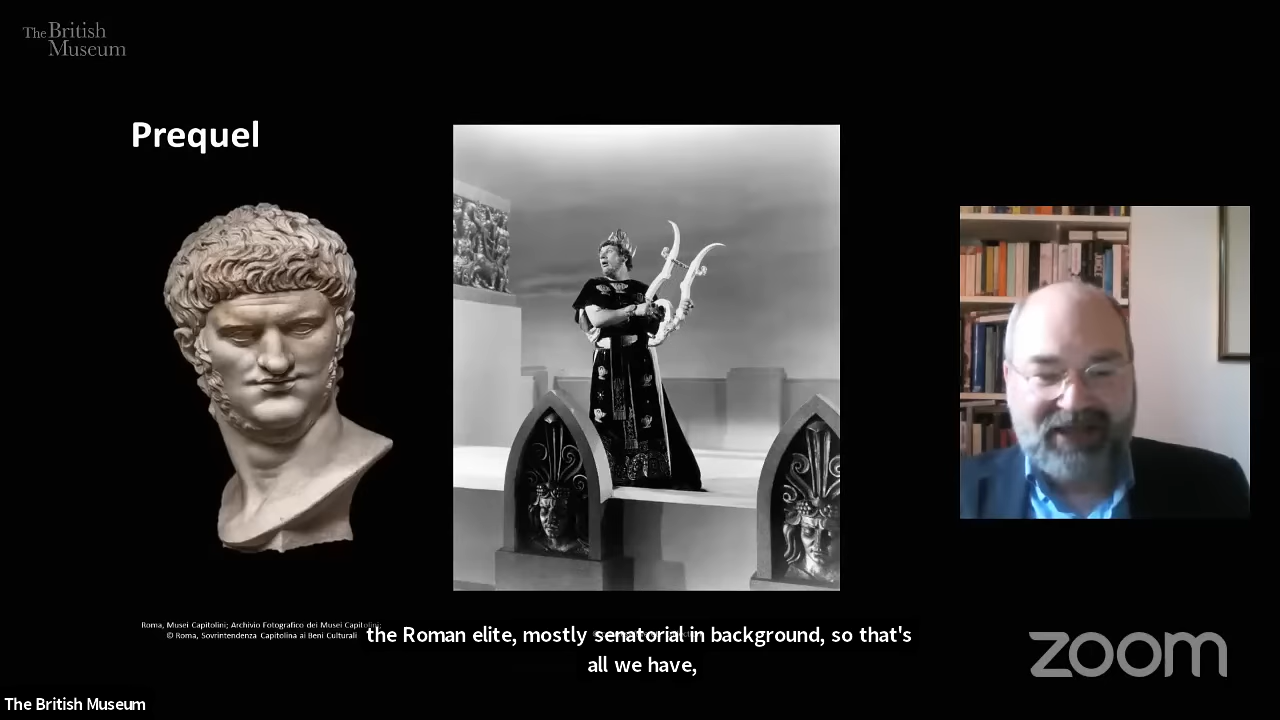 The British
Museum
Prequel
Roma, Musei Capitolini; Archivio Fotografico dei Musei Capitolini;
© Roma, Sovrintendenza Capitolina ai Beni Culturali
the Roman elite, mostly senatorial in background, so that's
all we have,
zoom
The British Museum